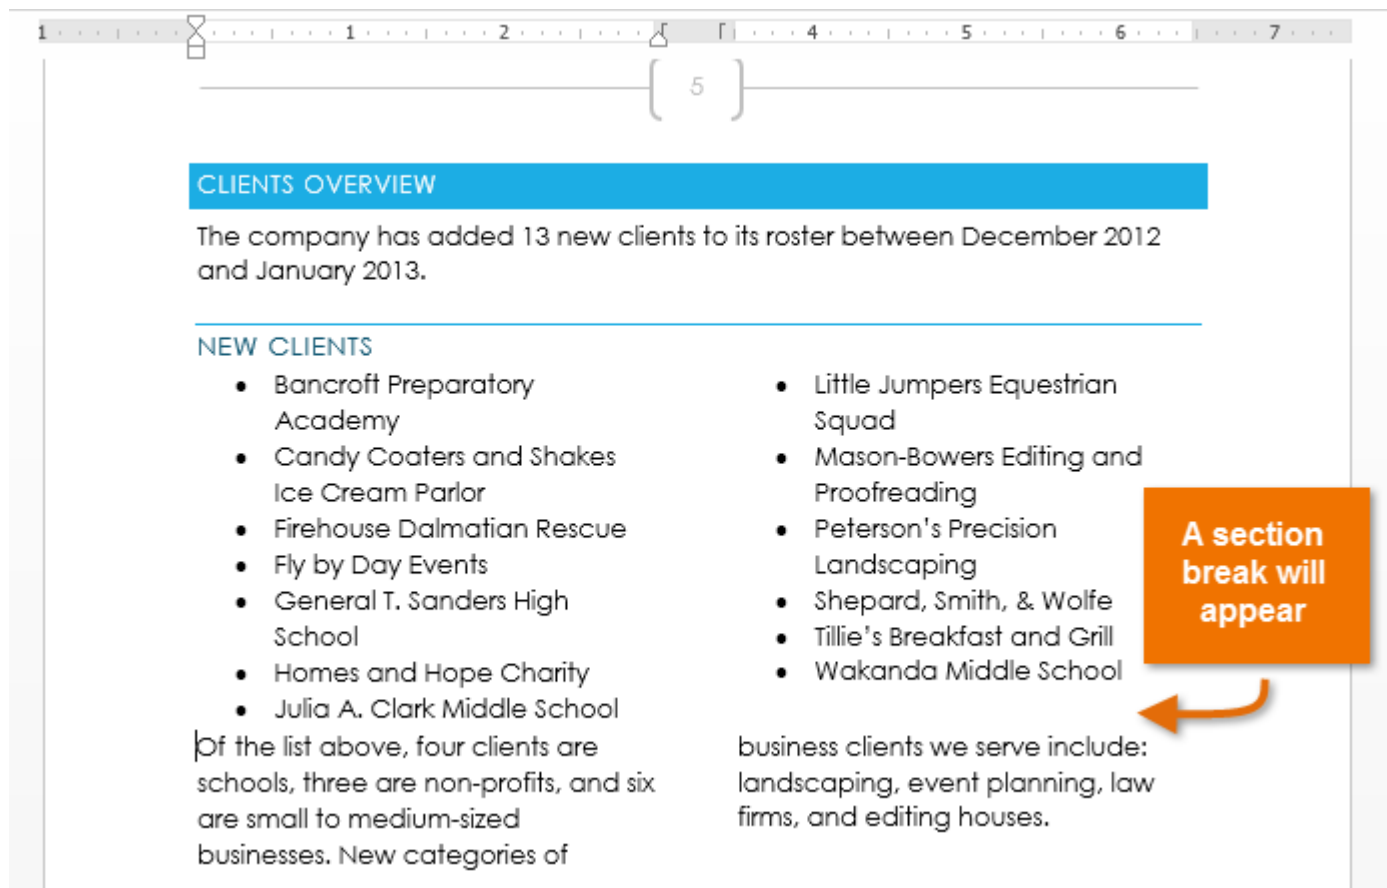 1 1 2 4 5 6 7
5
CLIENTS OVERVIEW
The company has added 13 new clients to its roster between December 2012
and January 2013.
NEW CLIENTS
• Bancroft Preparatory
Academy
• Candy Coaters and Shakes
Ice Cream Parlor
• Firehouse Dalmatian Rescue
• Fly by Day Events
• General T. Sanders High
School
• Homes and Hope Charity
• Julia A. Clark Middle School
• Little Jumpers Equestrian
Squad
• Mason-Bowers Editing and
Proofreading
• Peterson’s Precision
Landscaping
• Shepard, Smith, & Wolfe
• Tillie’s Breakfast and Grill
• Wakanda Middle School
A section
break will
appear
Of the list above, four clients are
schools, three are non-profits, and six
are small to medium-sized
businesses. New categories of
business clients we serve include:
landscaping, event planning, law
firms, and editing houses.